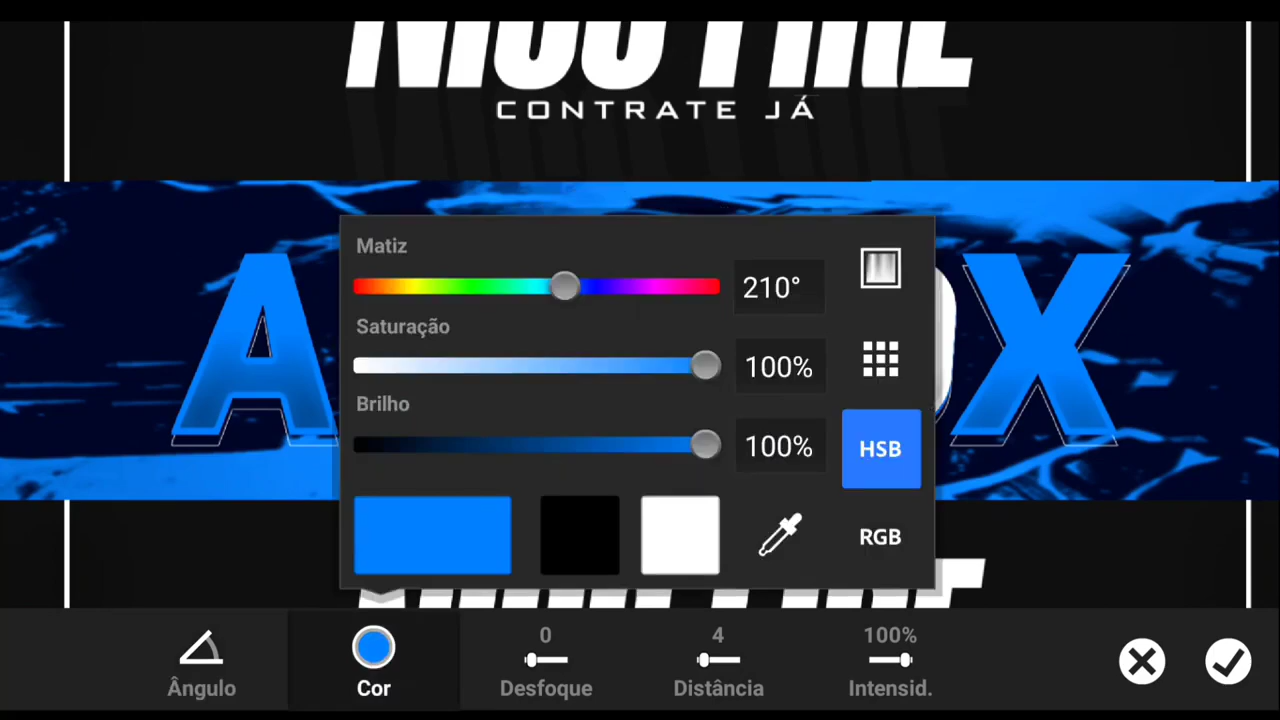 CONTRATE JÁ
A
X
Matiz
210°
Saturação
100%
Brilho
100%
HSB
RGB
0
4
100%
Ângulo
Cor
Desfoque
Distância
Intensid.